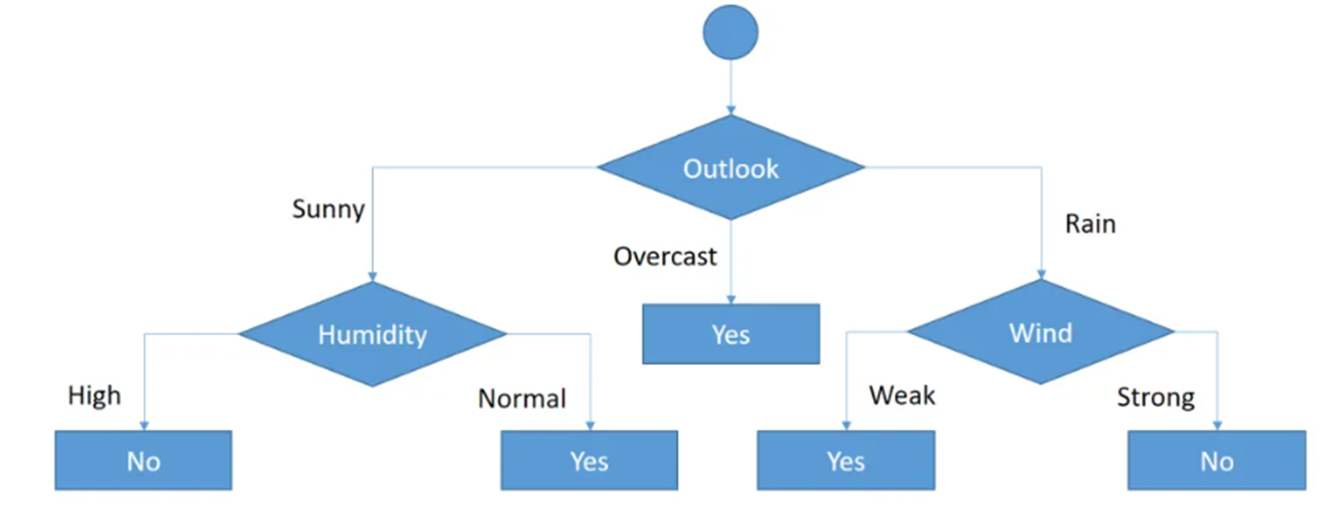 Outlook
Sunny
Rain
Overcast
Humidity
Yes
Wind
High
Normal
Weak
Strong
No
Yes
Yes
No